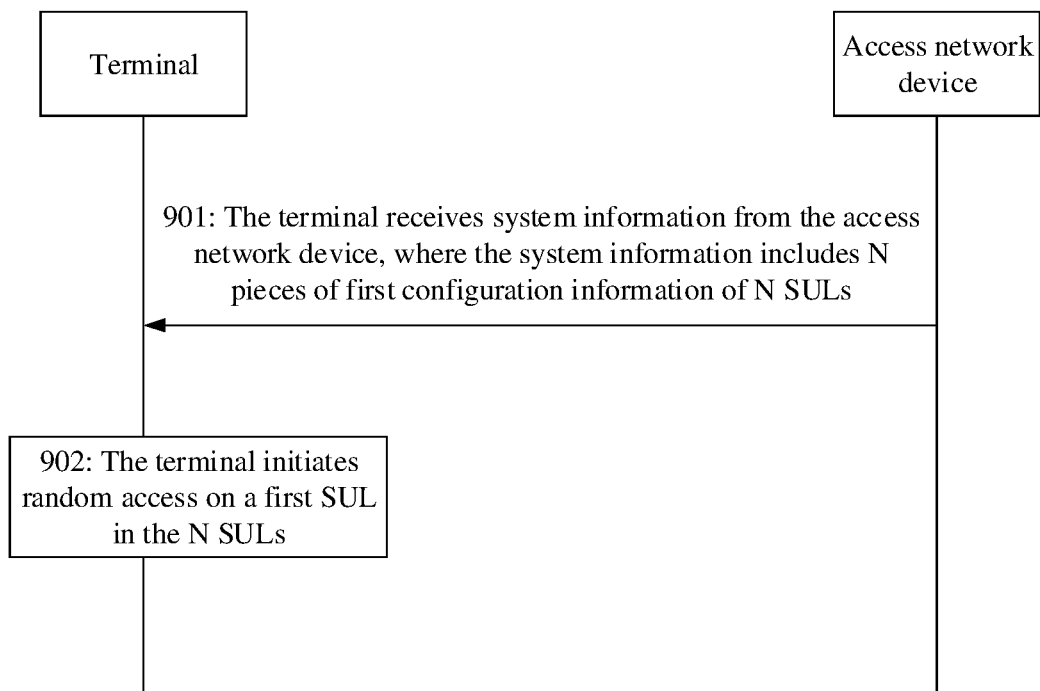 Terminal
Access network
device
901: The terminal receives system information from the access
network device, where the system information includes N
pieces of first configuration information of N SULs
902: The terminal initiates
random access on a first SUL
in the N SULs